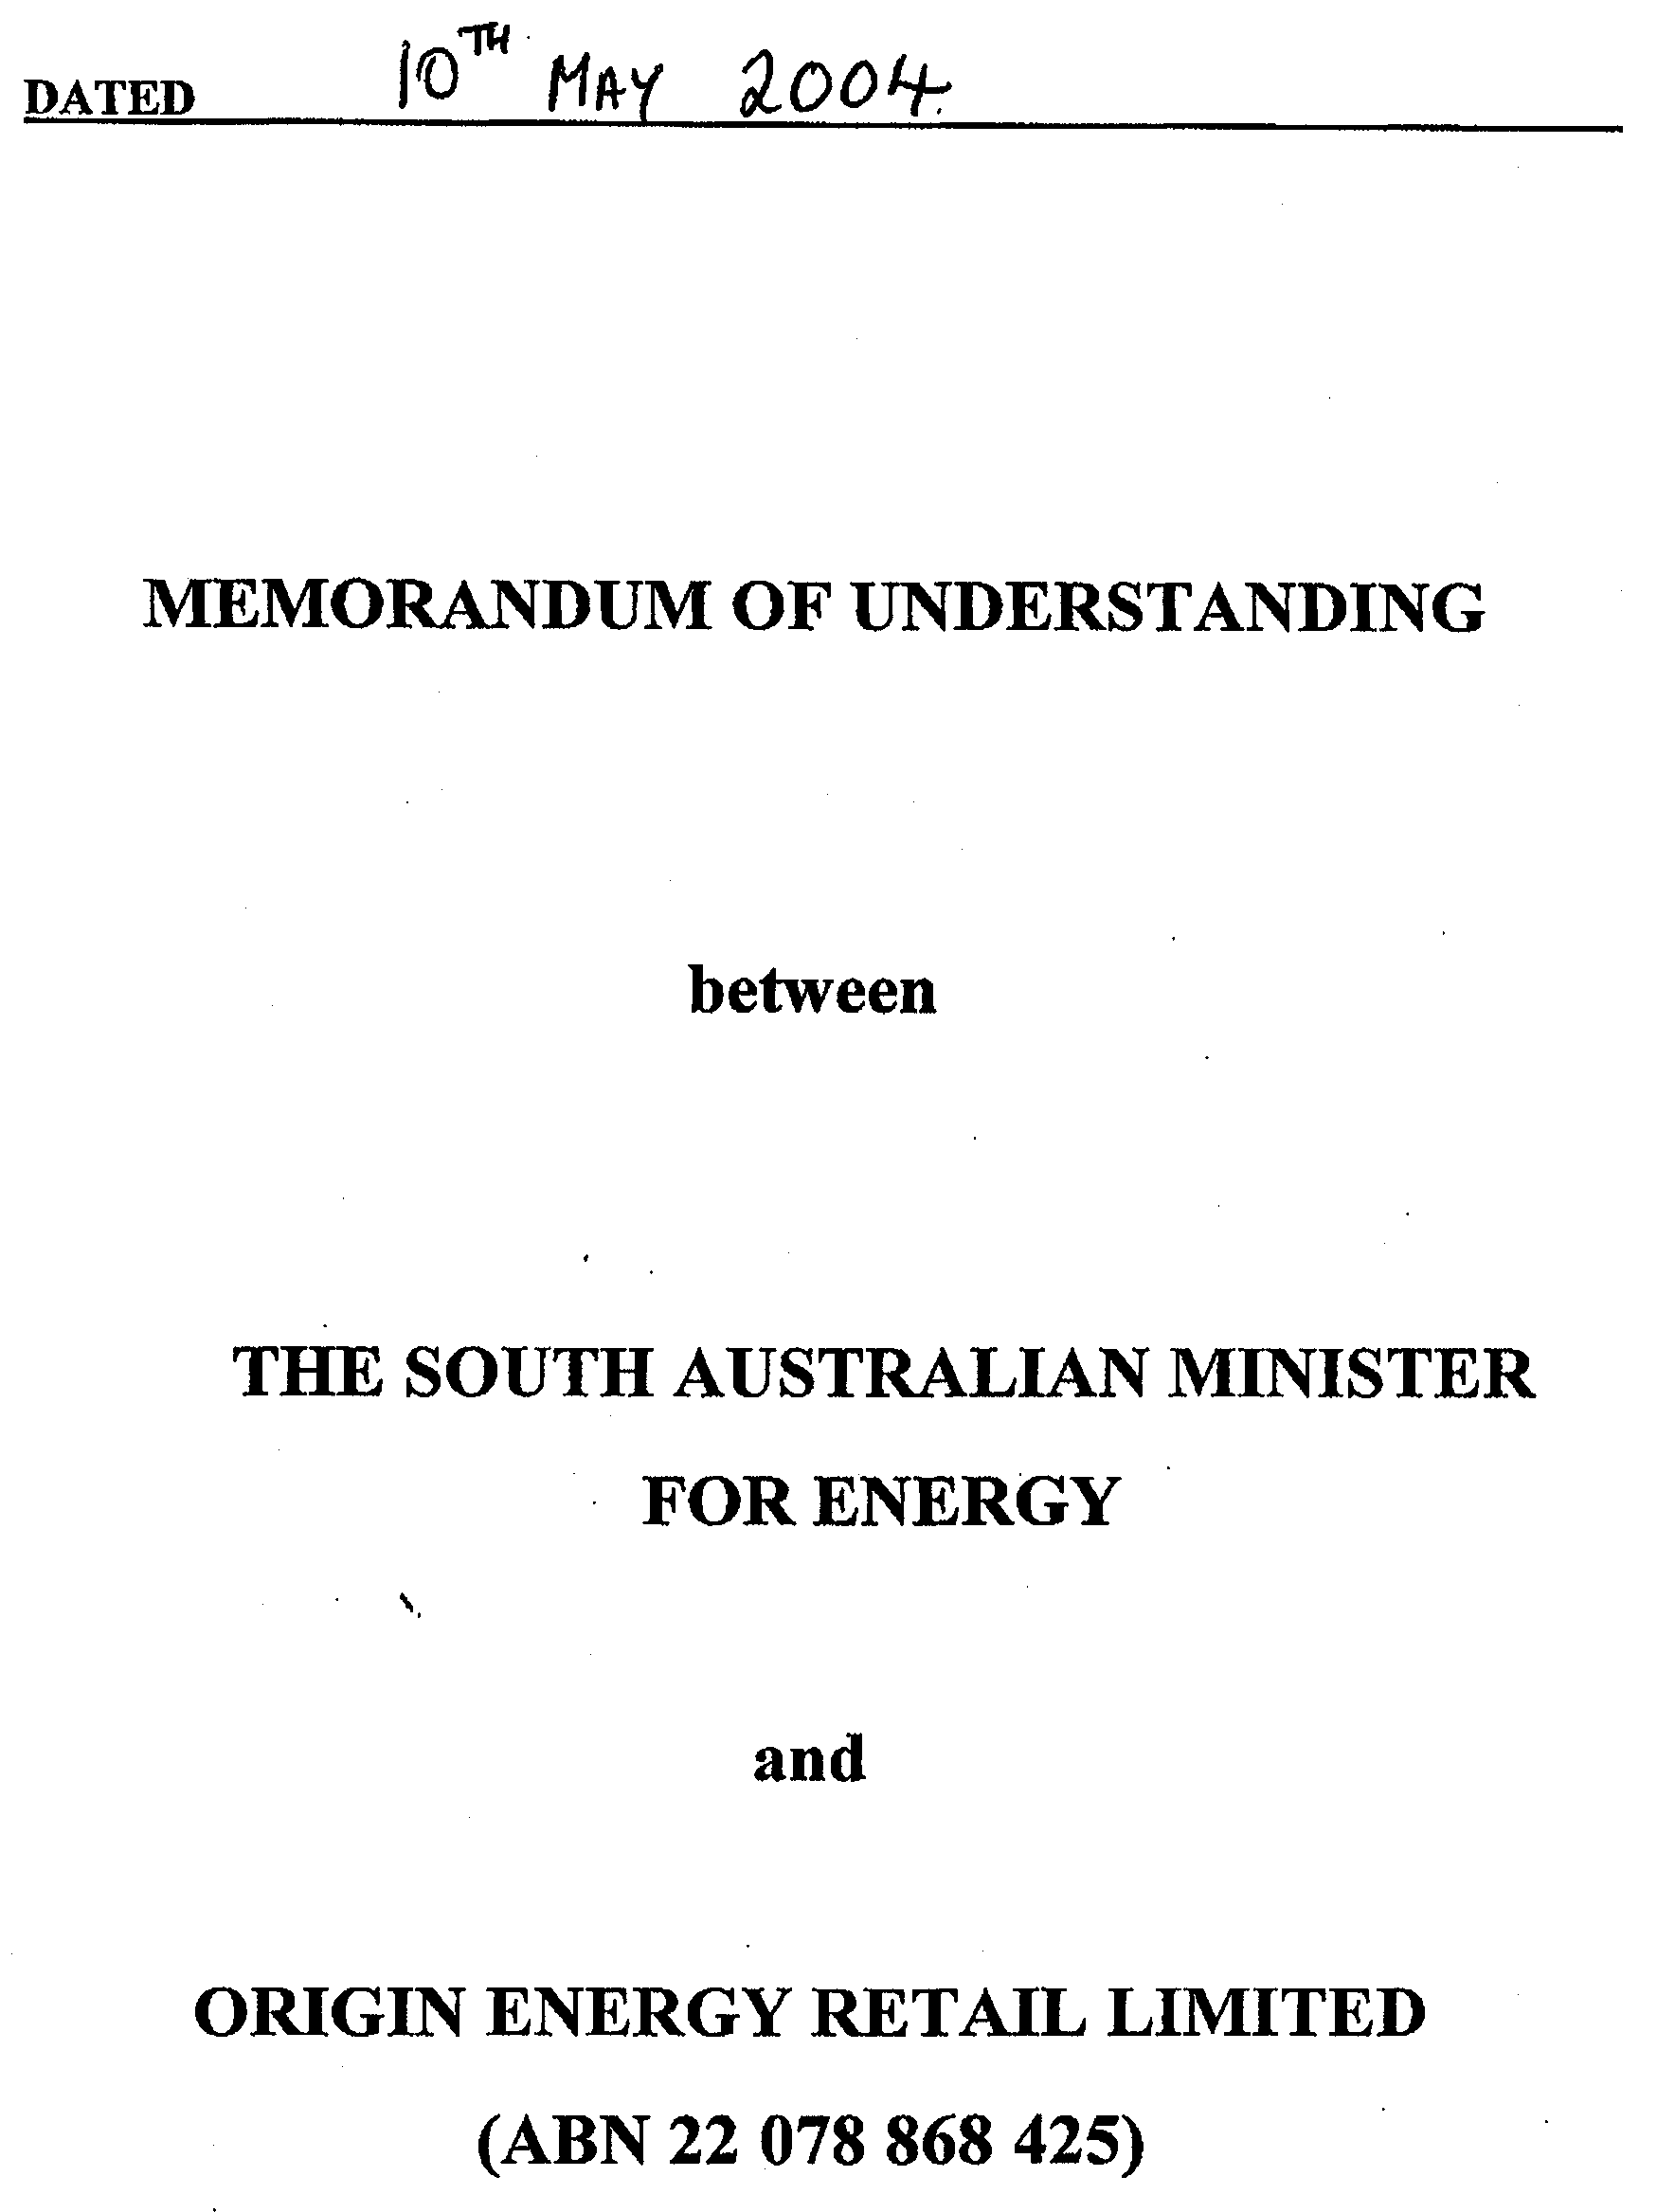 DATED 10TH MAY 2004.
MEMORANDUM OF UNDERSTANDING
between
THE SOUTH AUSTRALIAN MINISTER
FOR ENERGY
and
ORIGIN ENERGY RETAIL LIMITED
(ABN 22 078 868 425)